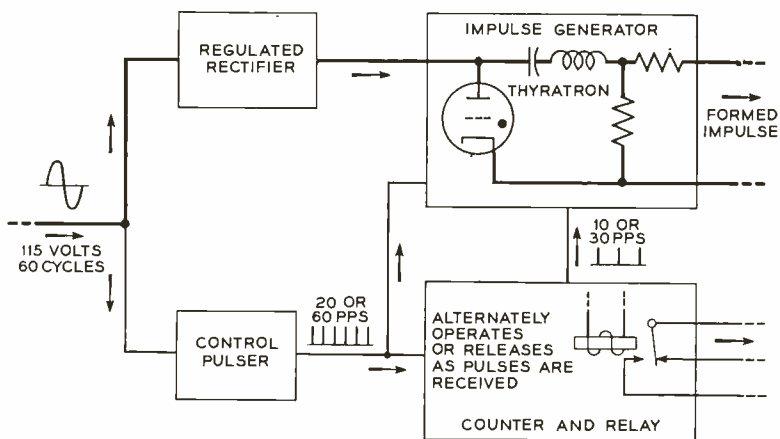 REGULATED
RECTIFIER
IMPULSE GENERATOR
THYRATRON
FORMED
IMPULSE
115 VOLTS
60 CYCLES
20 OR
60 PPS
10 OR
30 PPS
CONTROL
PULSER
ALTERNATELY
OPERATES
OR RELEASES
AS PULSES ARE
RECEIVED
COUNTER AND RELAY